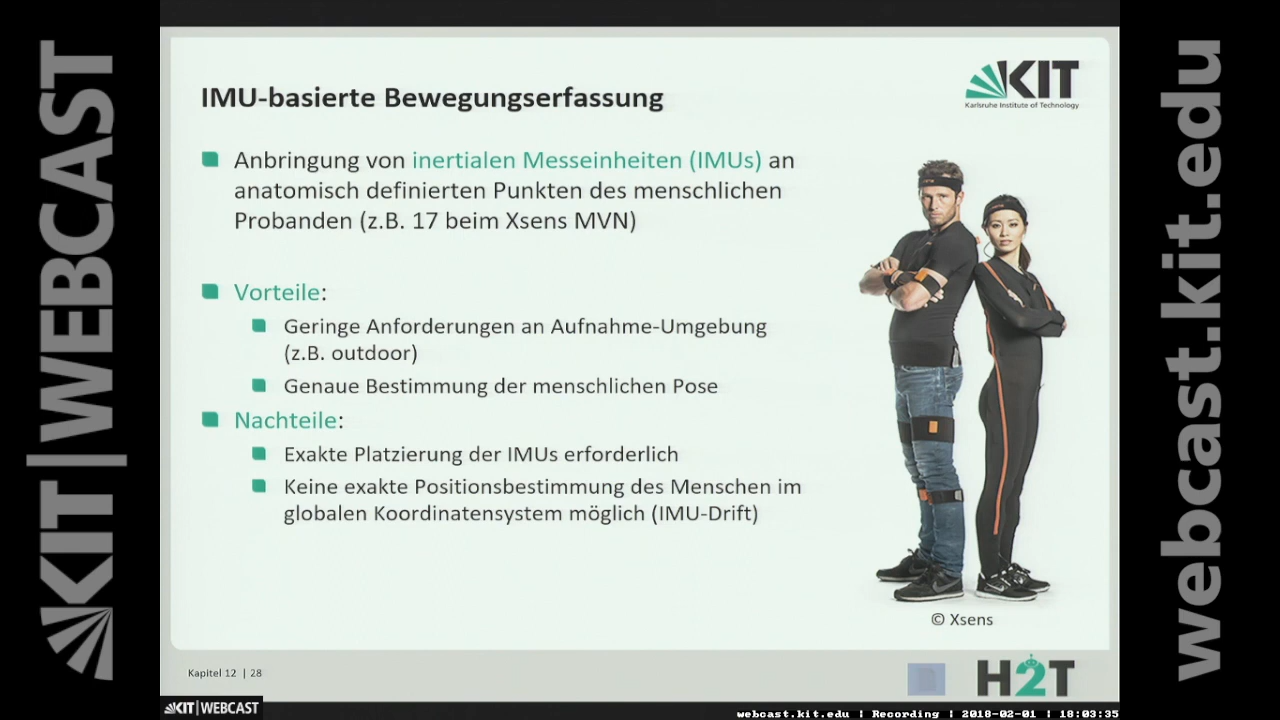 KIT|WEBCAST
IMU-basierte Bewegungserfassung
KIT
Karlsruhe Institute of Technology
Anbringung von inertialen Messeinheiten (IMUs) an
anatomisch definierten Punkten des menschlichen
Probanden (z.B. 17 beim Xsens MVN)
Vorteile:
Geringe Anforderungen an Aufnahme-Umgebung
(z.B. outdoor)
Genaue Bestimmung der menschlichen Pose
Nachteile:
Exakte Platzierung der IMUs erforderlich
Keine exakte Positionsbestimmung des Menschen im
globalen Koordinatensystem möglich (IMU-Drift)
© Xsens
Kapitel 12 | 28
H2T
KIT|WEBCAST
webcast.kit.edu | Recording | 2018-02-01 | 18:03:35
webcast.kit.edu